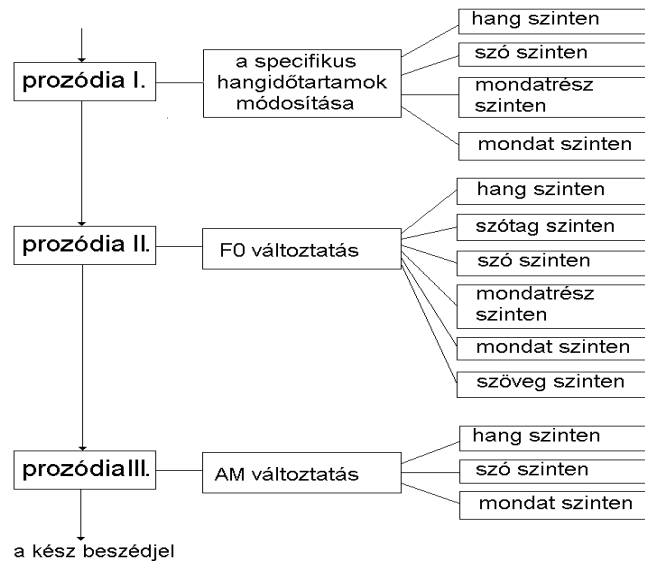 prozódia I.
a specifikus
hangidőtartamok
módosítása
hang szinten
szó szinten
mondatrész
szinten
mondat szinten
prozódia II.
F0 változtatás
hang szinten
szótag szinten
szó szinten
mondatrész
szinten
mondat szinten
szöveg szinten
prozódia III.
AM változtatás
hang szinten
szó szinten
mondat szinten
a kész beszédjel